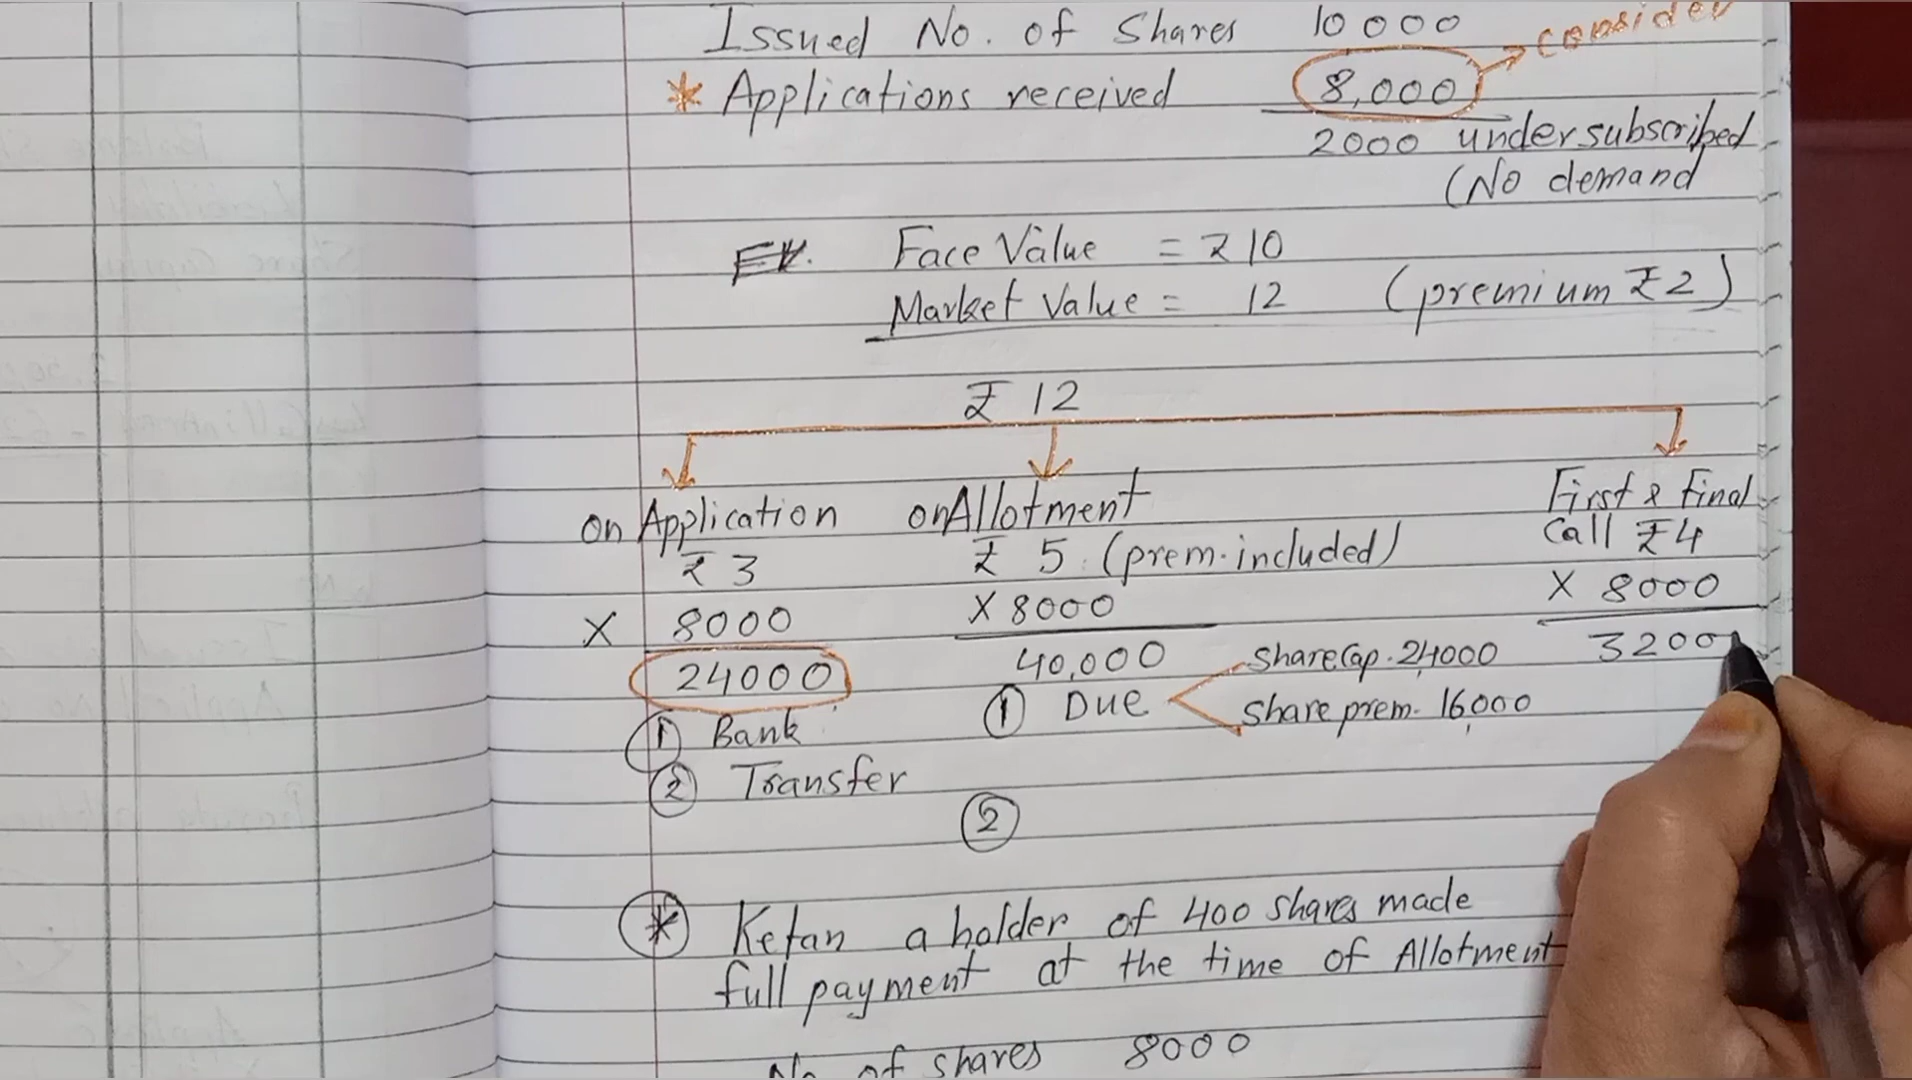 Issued No. of Shares 10000
* Applications received 8,000 → consider
2000 undersubscribed
(No demand
Face Value = ₹10
Market Value = 12 (premium ₹2)
₹ 12
on Application
₹ 3
X 8000
24000
① Bank
② Transfer
on Allotment
₹ 5 (prem. included)
X 8000
40,000
① Due
Share Cap. 24000
Share prem. 16,000
②
First & Final
Call ₹4
X 8000
3200
* Ketan a holder of 400 shares made
full payment at the time of Allotment
No of shares 8000